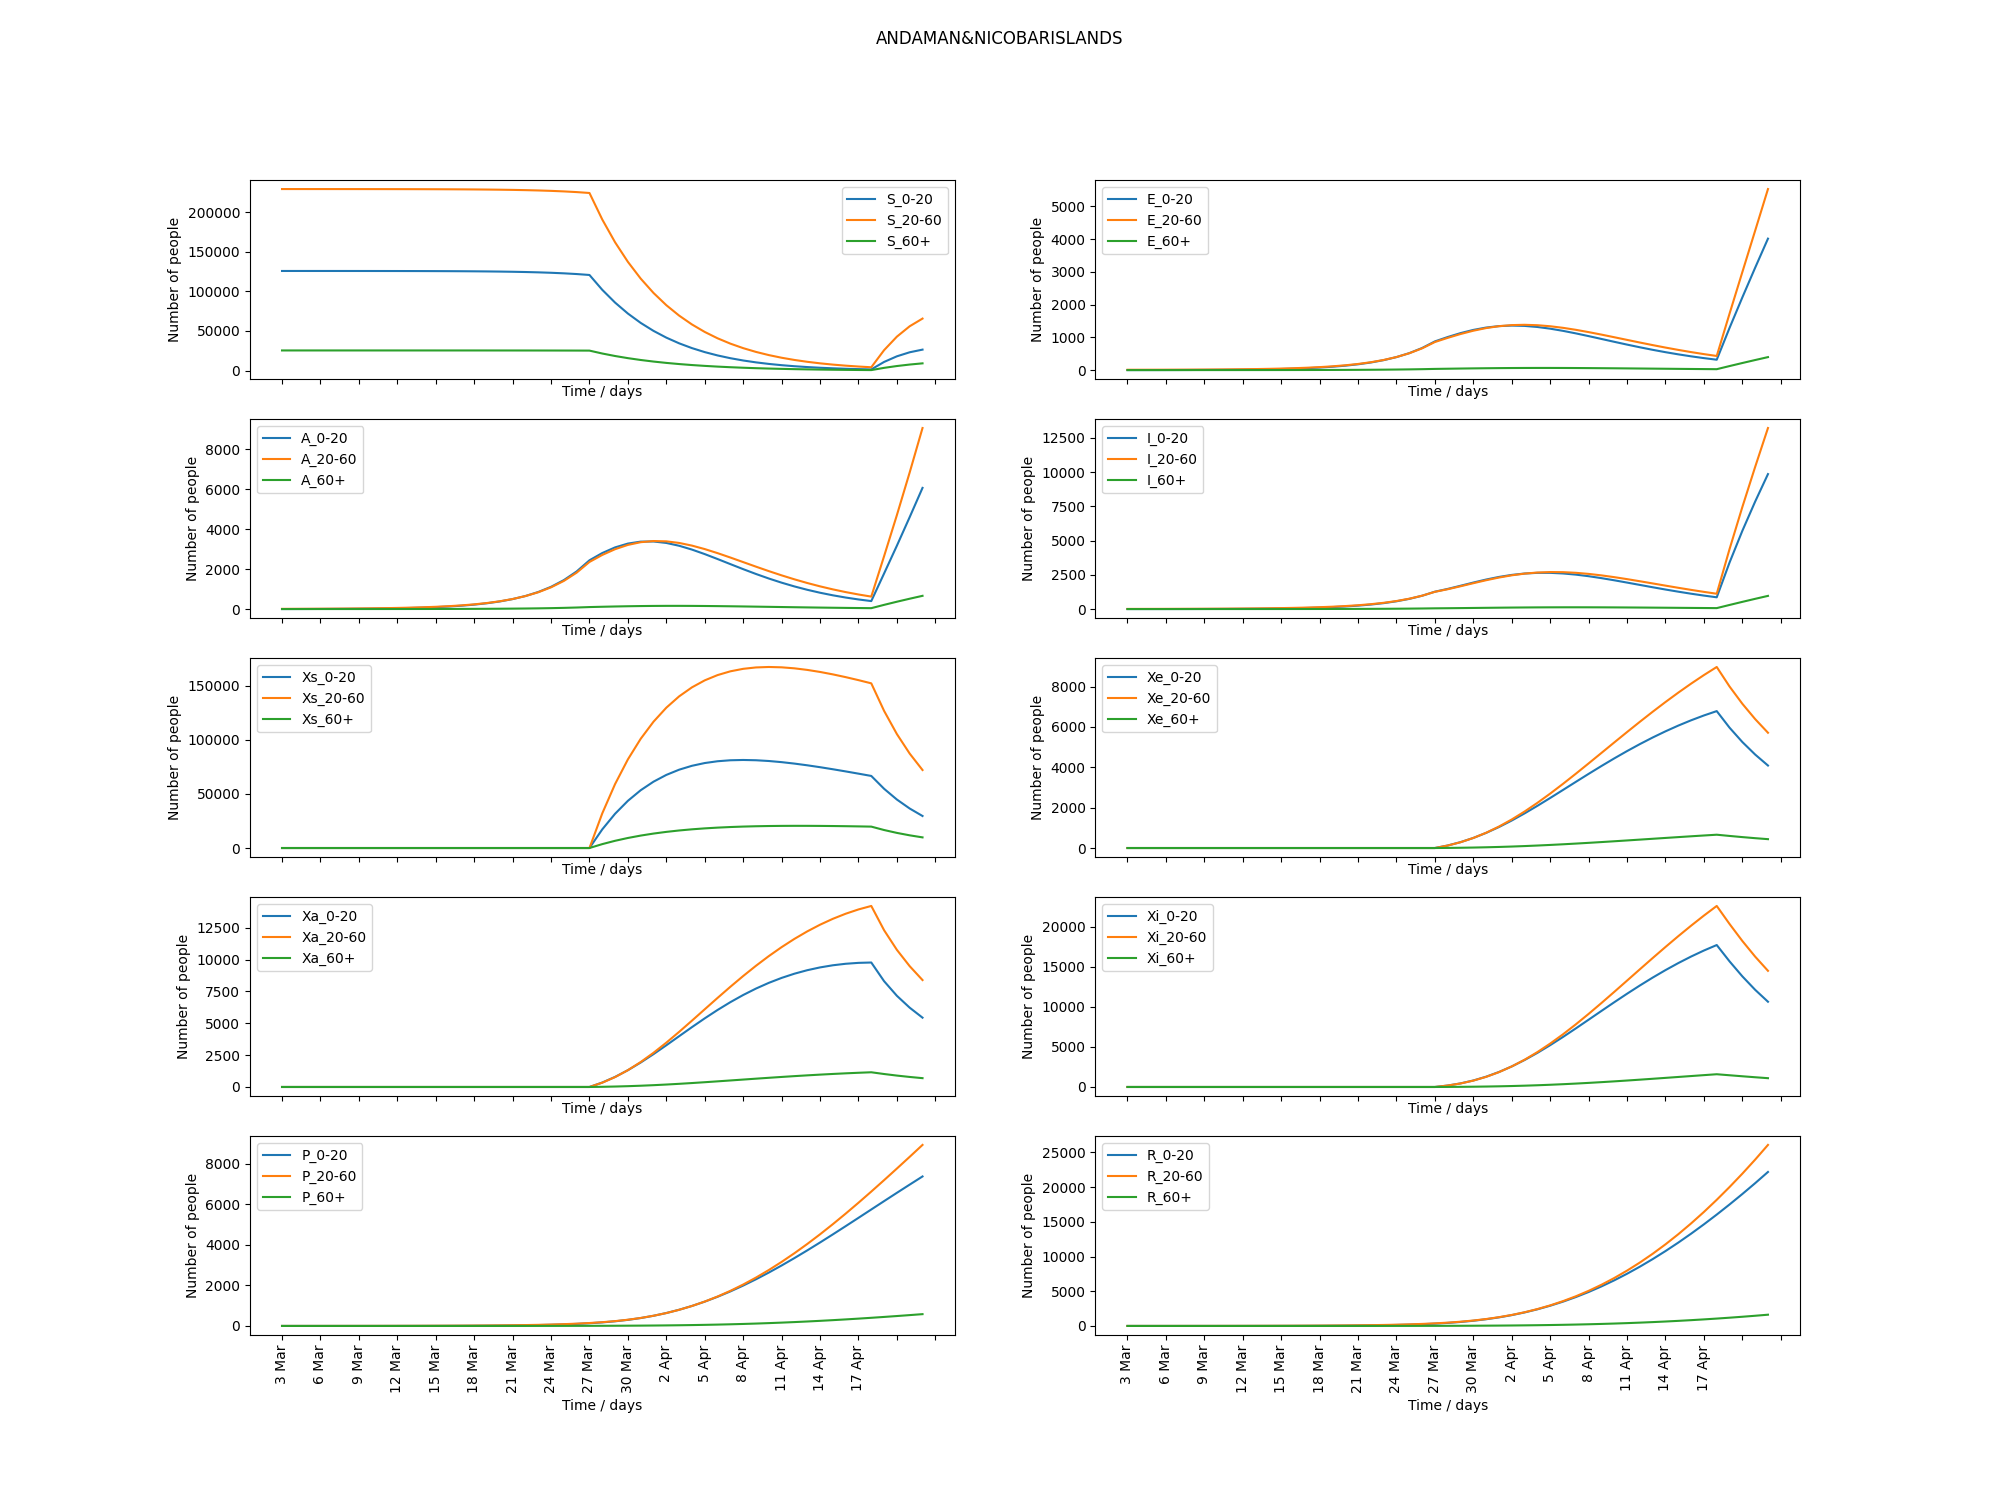 ANDAMAN&NICOBARISLANDS
Number of people
200000
150000
100000
50000
0
S_0-20
S_20-60
S_60+
Time / days
Number of people
5000
4000
3000
2000
1000
0
E_0-20
E_20-60
E_60+
Time / days
Number of people
8000
6000
4000
2000
0
A_0-20
A_20-60
A_60+
Time / days
Number of people
12500
10000
7500
5000
2500
0
I_0-20
I_20-60
I_60+
Time / days
Number of people
150000
100000
50000
0
Xs_0-20
Xs_20-60
Xs_60+
Time / days
Number of people
8000
6000
4000
2000
0
Xe_0-20
Xe_20-60
Xe_60+
Time / days
Number of people
12500
10000
7500
5000
2500
0
Xa_0-20
Xa_20-60
Xa_60+
Time / days
Number of people
20000
15000
10000
5000
0
Xi_0-20
Xi_20-60
Xi_60+
Time / days
Number of people
8000
6000
4000
2000
0
P_0-20
P_20-60
P_60+
3 Mar
6 Mar
9 Mar
12 Mar
15 Mar
18 Mar
21 Mar
24 Mar
27 Mar
30 Mar
2 Apr
5 Apr
8 Apr
11 Apr
14 Apr
17 Apr
Time / days
Number of people
25000
20000
15000
10000
5000
0
R_0-20
R_20-60
R_60+
3 Mar
6 Mar
9 Mar
12 Mar
15 Mar
18 Mar
21 Mar
24 Mar
27 Mar
30 Mar
2 Apr
5 Apr
8 Apr
11 Apr
14 Apr
17 Apr
Time / days